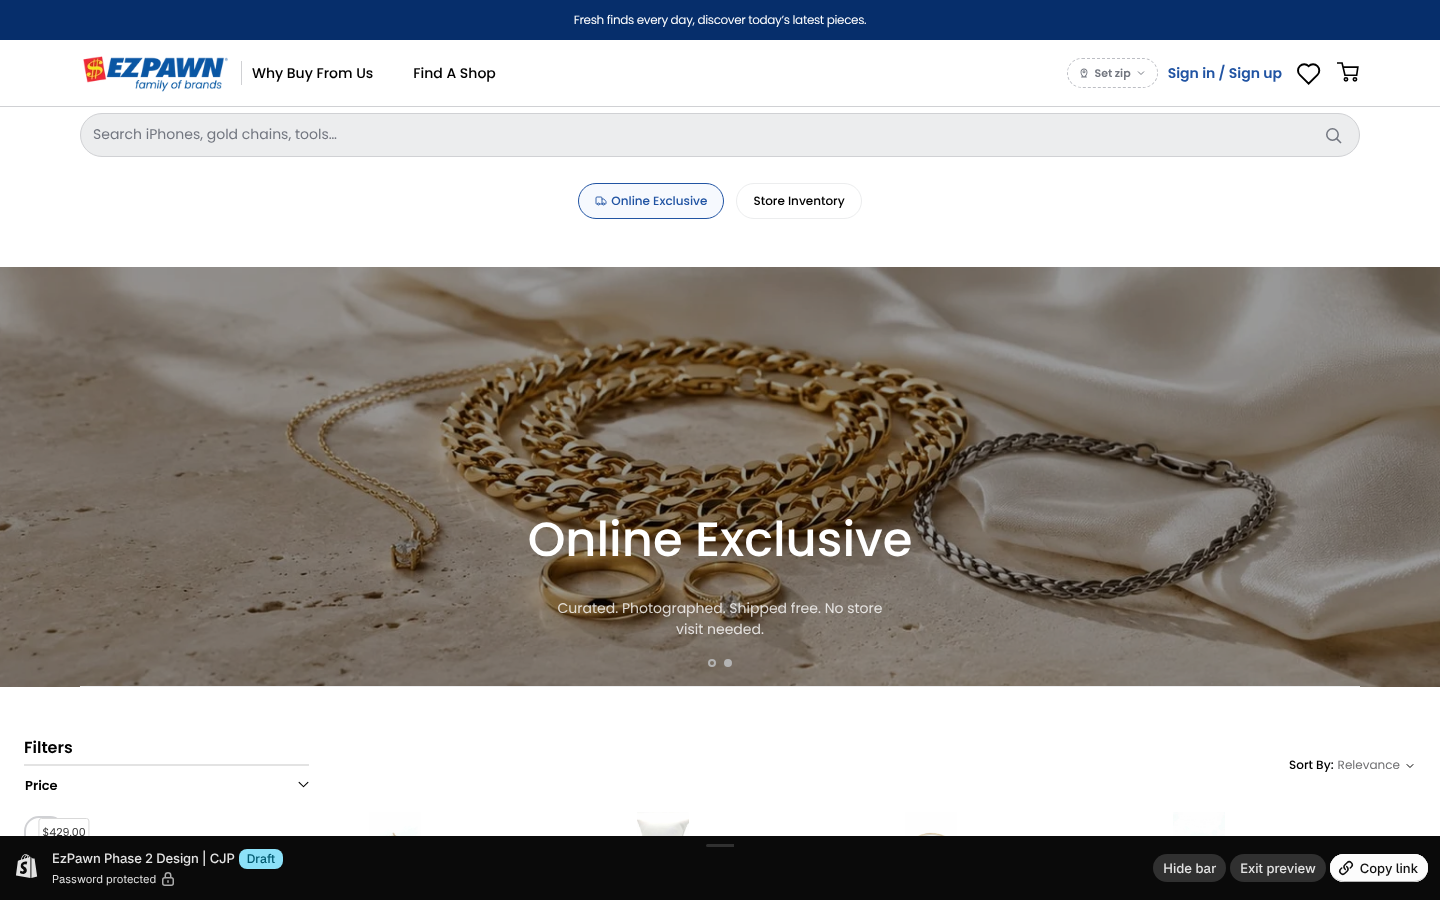 Fresh finds every day, discover today's latest pieces.
EZPAWN
family of brands
Why Buy From Us
Find A Shop
Set zip
Sign in / Sign up
Search iPhones, gold chains, tools...
Online Exclusive
Store Inventory
Online Exclusive
Curated. Photographed. Shipped free. No store
visit needed.
Filters
Sort By: Relevance
Price
$429.00
EzPawn Phase 2 Design | CJP
Draft
Password protected
Hide bar
Exit preview
Copy link